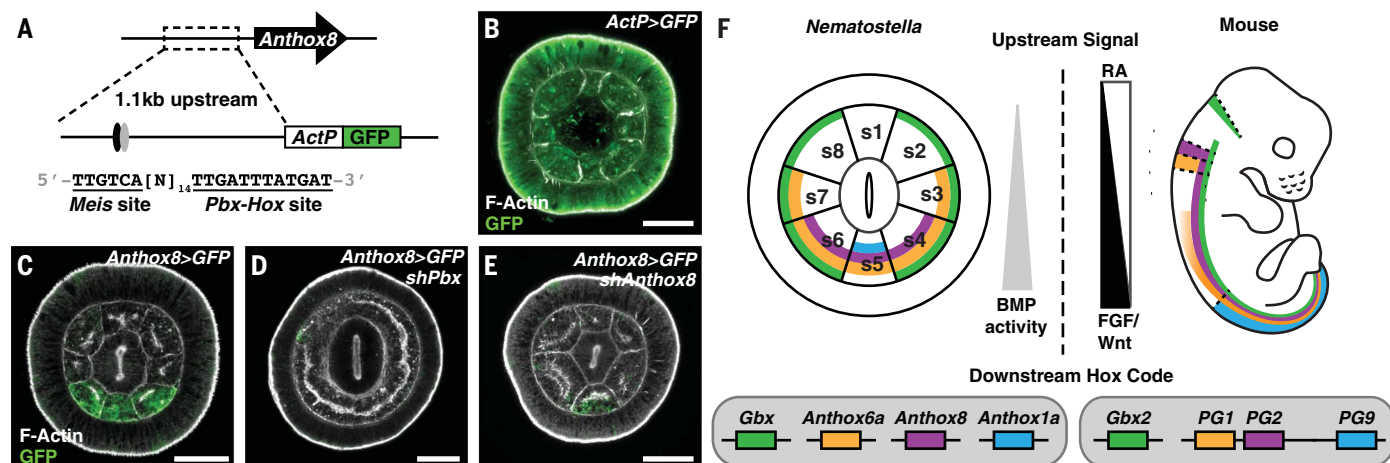 A
Anthox8
1.1kb upstream
ActP GFP
5’-TTGTCA[N]14TTGATTTATGAT-3’
Meis site Pbx-Hox site
B
ActP>GFP
F-Actin
GFP
C
Anthox8>GFP
F-Actin
GFP
D
Anthox8>GFP
shPbx
E
Anthox8>GFP
shAnthox8
F
Nematostella
Upstream Signal
Mouse
s1
s2
s3
s4
s5
s6
s7
s8
BMP
activity
RA
FGF/
Wnt
Downstream Hox Code
Gbx Anthox6a Anthox8 Anthox1a
Gbx2 PG1 PG2 PG9